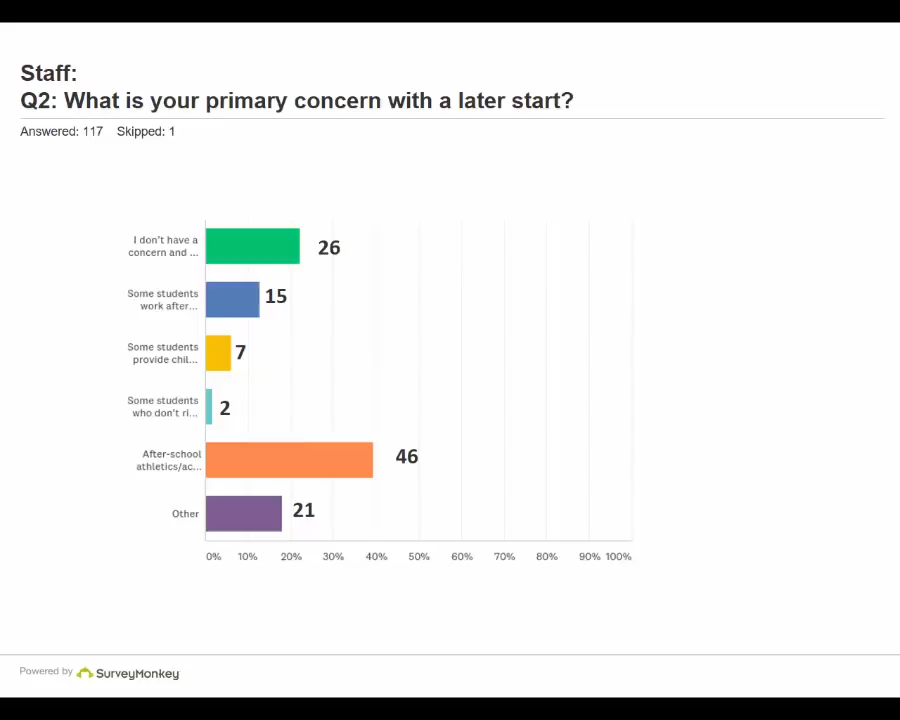 Staff:
Q2: What is your primary concern with a later start?
Answered: 117 Skipped: 1
I don't have a
concern and ...
26
Some students
work after...
15
Some students
provide chil...
7
Some students
who don't ri...
2
After-school
athletics/ac...
46
Other
21
0% 10% 20% 30% 40% 50% 60% 70% 80% 90% 100%
Powered by SurveyMonkey